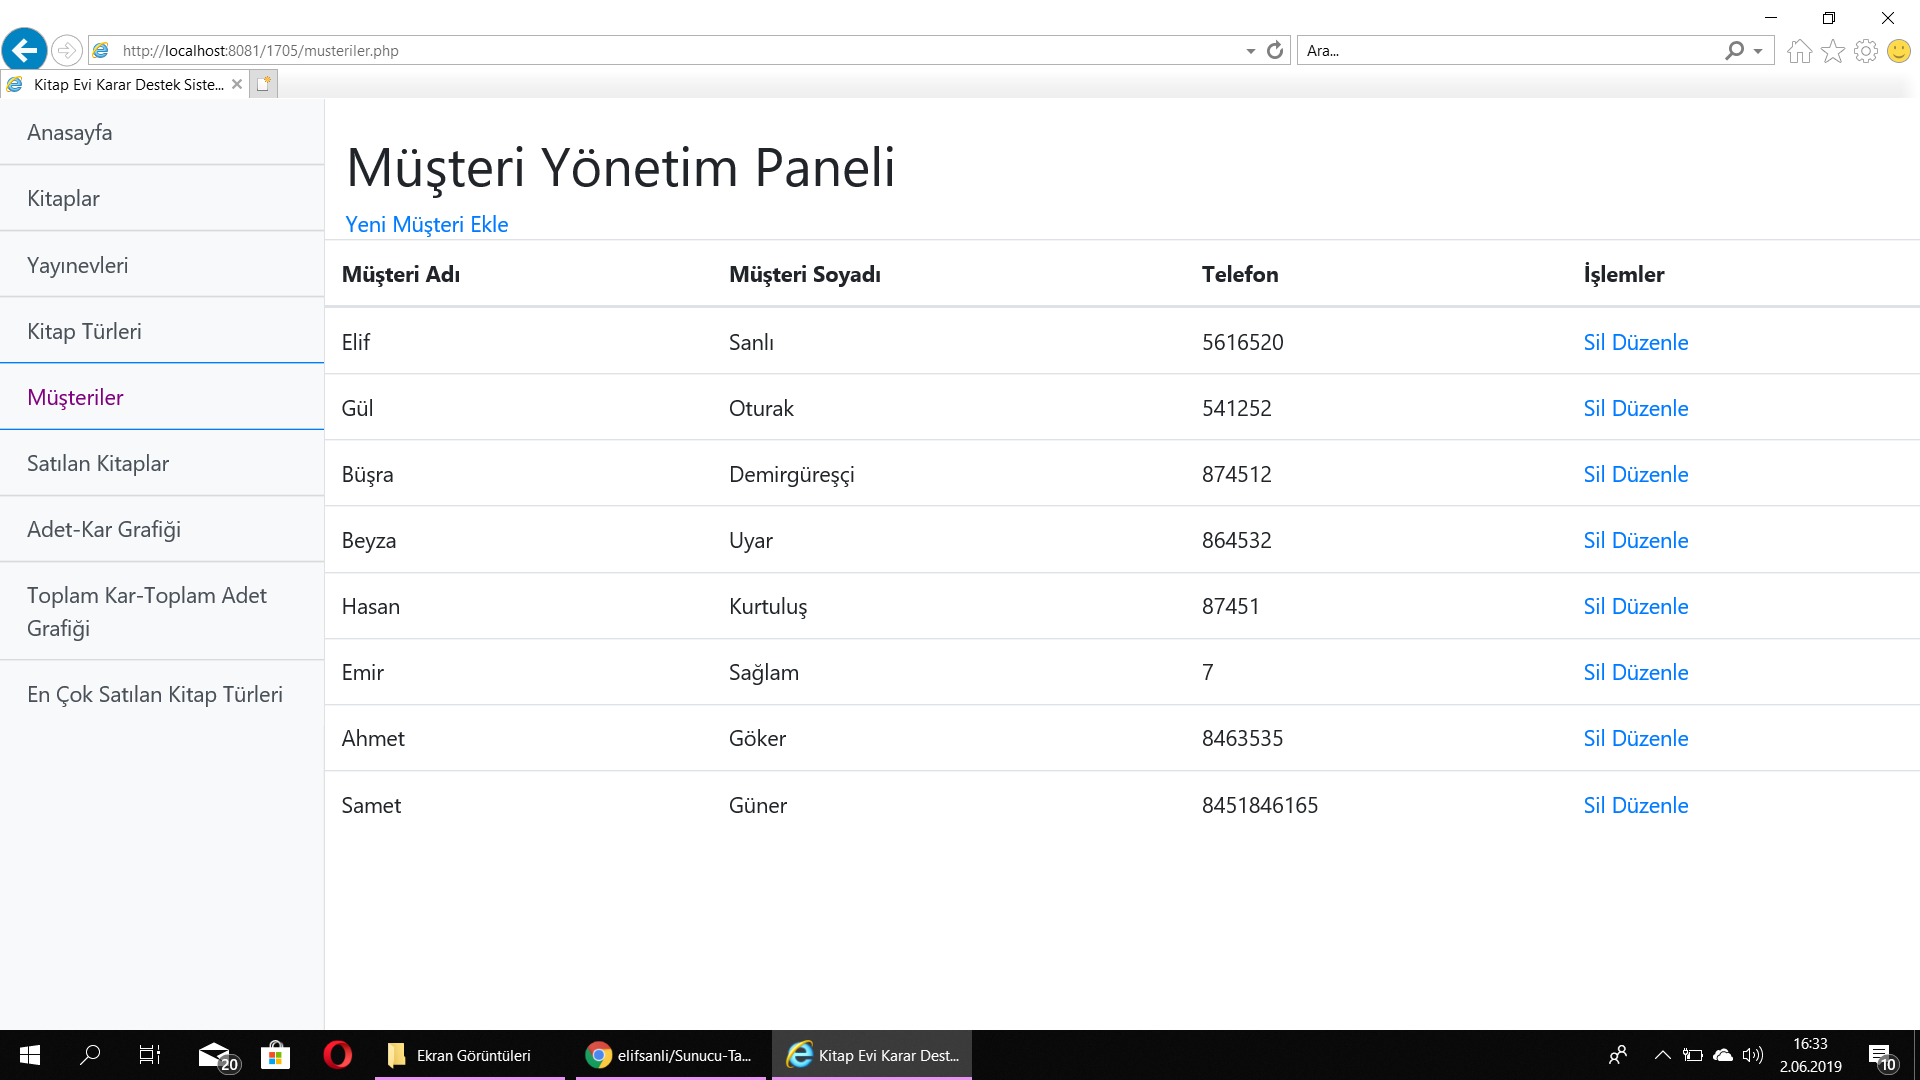 http://localhost:8081/1705/musteriler.php
Ara...
Kitap Evi Karar Destek Siste...
Anasayfa
Kitaplar
Yayınevleri
Kitap Türleri
Müşteriler
Satılan Kitaplar
Adet-Kar Grafiği
Toplam Kar-Toplam Adet
Grafiği
En Çok Satılan Kitap Türleri
Müşteri Yönetim Paneli
Yeni Müşteri Ekle
Müşteri Adı Müşteri Soyadı Telefon İşlemler
Elif Sanlı 5616520 Sil Düzenle
Gül Oturak 541252 Sil Düzenle
Büşra Demirgüreşçi 874512 Sil Düzenle
Beyza Uyar 864532 Sil Düzenle
Hasan Kurtuluş 87451 Sil Düzenle
Emir Sağlam 7 Sil Düzenle
Ahmet Göker 8463535 Sil Düzenle
Samet Güner 8451846165 Sil Düzenle
20
Ekran Görüntüleri
elifsanli/Sunucu-Ta...
Kitap Evi Karar Dest...
16:33
2.06.2019
10